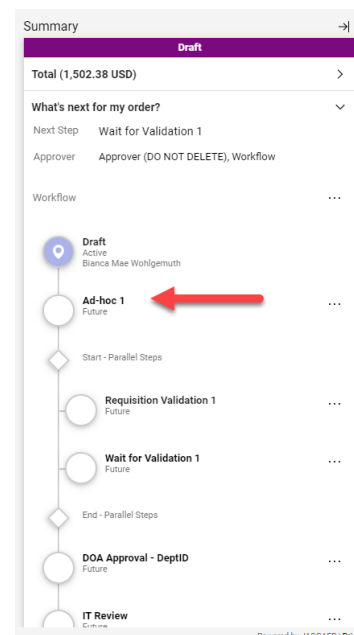 Summary
Draft
Total (1,502.38 USD)
What's next for my order?
Next Step Wait for Validation 1
Approver Approver (DO NOT DELETE), Workflow
Workflow
Draft
Active
Bianca Mae Wohlgemuth
Ad-hoc 1
Future
Start - Parallel Steps
Requisition Validation 1
Future
Wait for Validation 1
Future
End - Parallel Steps
DOA Approval - DeptID
Future
IT Review
Future